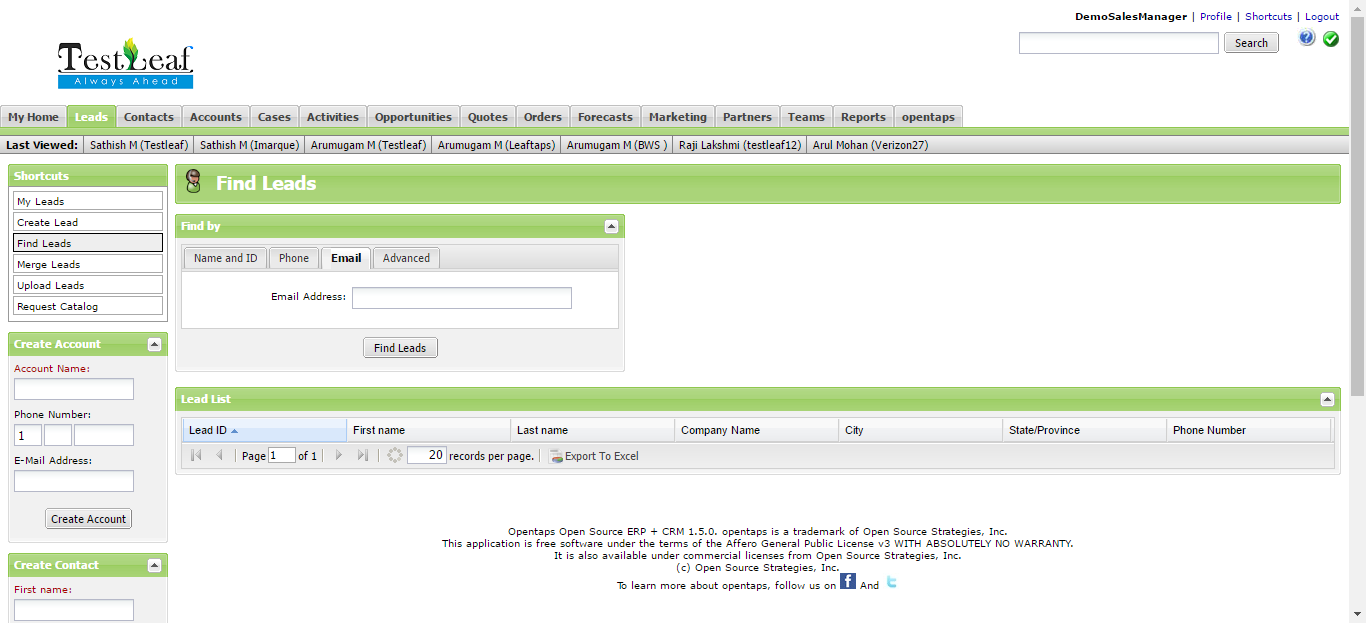 DemoSalesManager | Profile | Shortcuts | Logout
Search
TestLeaf
Always Ahead
My Home Leads Contacts Accounts Cases Activities Opportunities Quotes Orders Forecasts Marketing Partners Teams Reports opentaps
Last Viewed: Sathish M (Testleaf) Sathish M (Imarque) Arumugam M (Testleaf) Arumugam M (Leaftaps) Arumugam M (BWS ) Raji Lakshmi (testleaf12) Arul Mohan (Verizon27)
Shortcuts
My Leads
Create Lead
Find Leads
Merge Leads
Upload Leads
Request Catalog
Create Account
Account Name:
Phone Number:
1
E-Mail Address:
Create Account
Create Contact
First name:
Find Leads
Find by
Name and ID Phone Email Advanced
Email Address:
Find Leads
Lead List
Lead ID First name Last name Company Name City State/Province Phone Number
Page 1 of 1 20 records per page. Export To Excel
Opentaps Open Source ERP + CRM 1.5.0. opentaps is a trademark of Open Source Strategies, Inc.
This application is free software under the terms of the Affero General Public License v3 WITH ABSOLUTELY NO WARRANTY.
It is also available under commercial licenses from Open Source Strategies, Inc.
(c) Open Source Strategies, Inc.
To learn more about opentaps, follow us on f And t